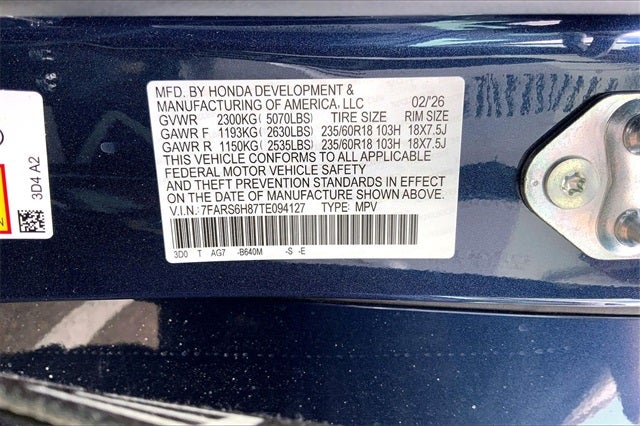 MFD. BY HONDA DEVELOPMENT &
MANUFACTURING OF AMERICA, LLC 02/'26
GVWR 2300KG( 5070LBS) TIRE SIZE RIM SIZE
GAWR F 1193KG( 2630LBS) 235/60R18 103H 18X7.5J
GAWR R 1150KG( 2535LBS) 235/60R18 103H 18X7.5J
THIS VEHICLE CONFORMS TO ALL APPLICABLE
FEDERAL MOTOR VEHICLE SAFETY
AND THEFT PREVENTION STANDARDS IN EFFECT
ON THE DATE OF MANUFACTURE SHOWN ABOVE.
V.I.N.: 7FARS6H87TE094127 TYPE: MPV
3D0 T AG7 -B640M -S -E
3D4 A2